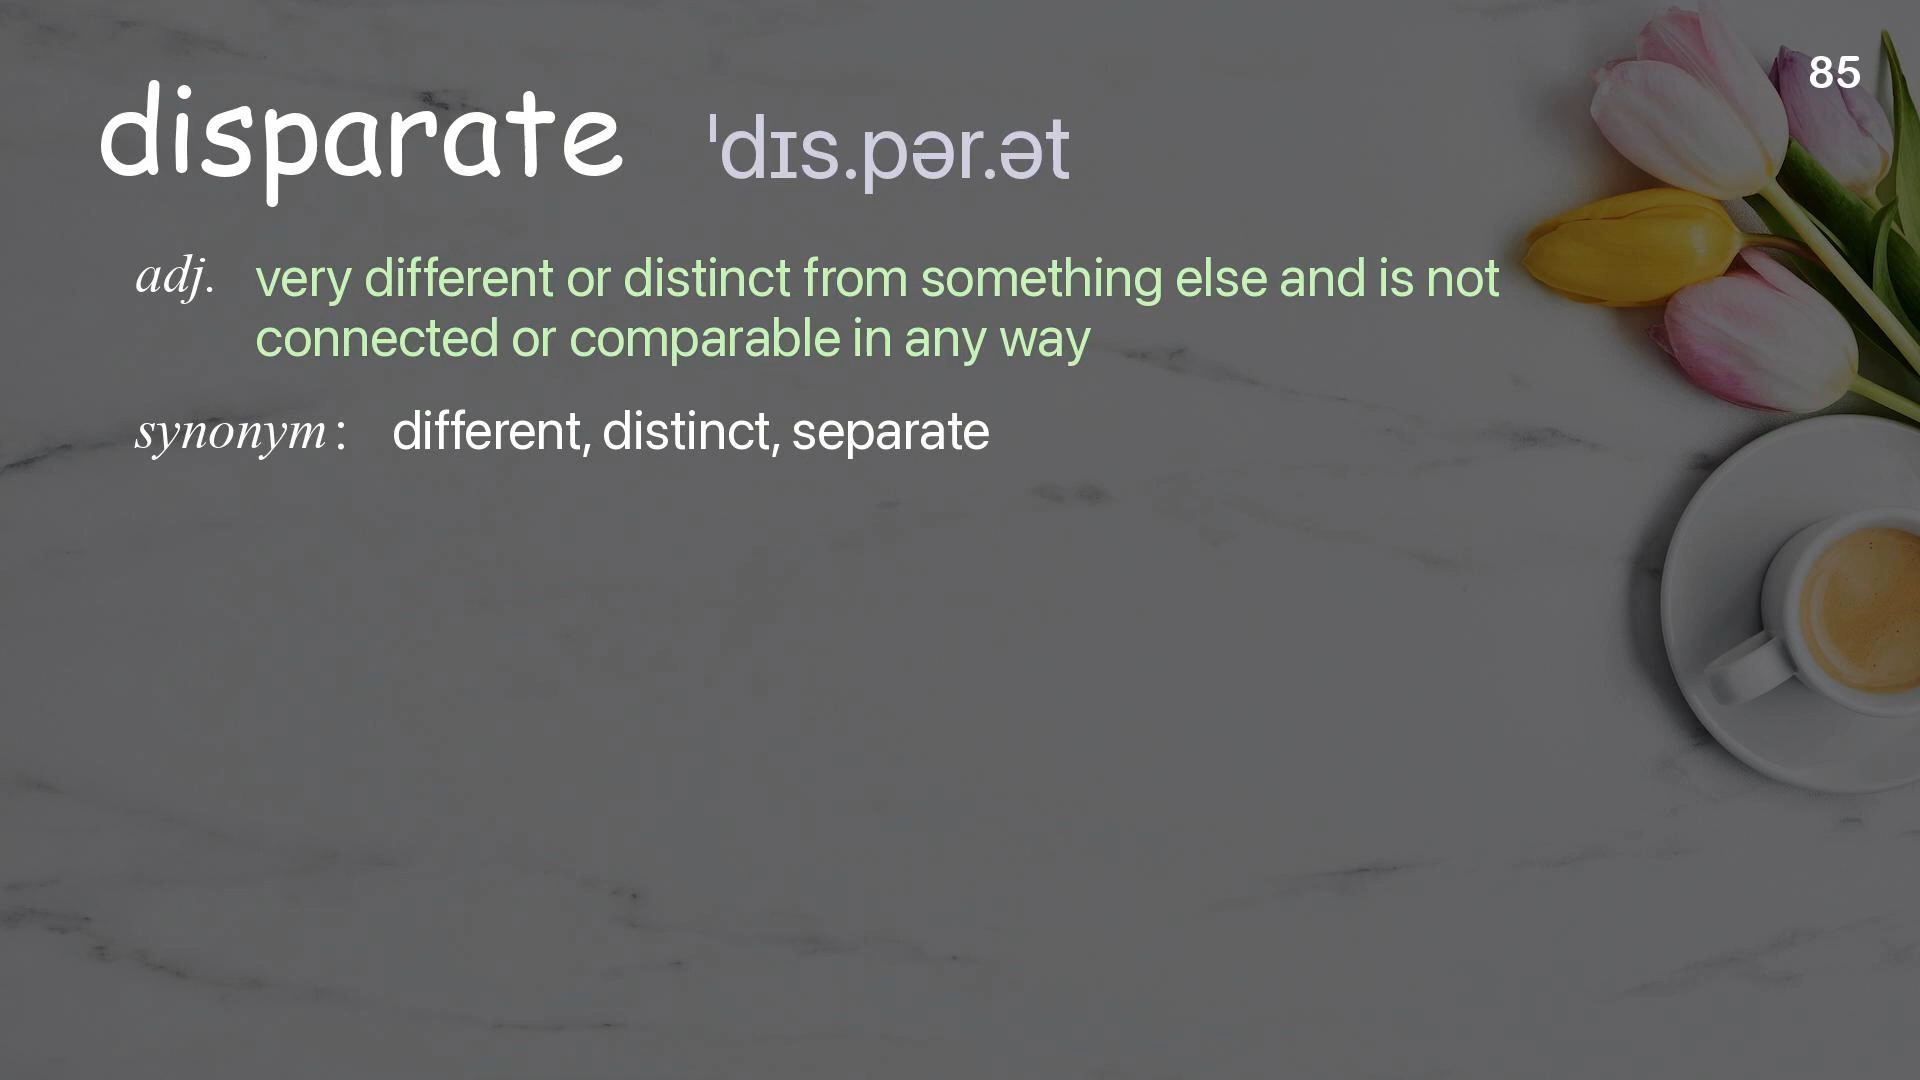 85
disparate ˈdɪs.pər.ət
adj. very different or distinct from something else and is not
connected or comparable in any way
synonym : different, distinct, separate